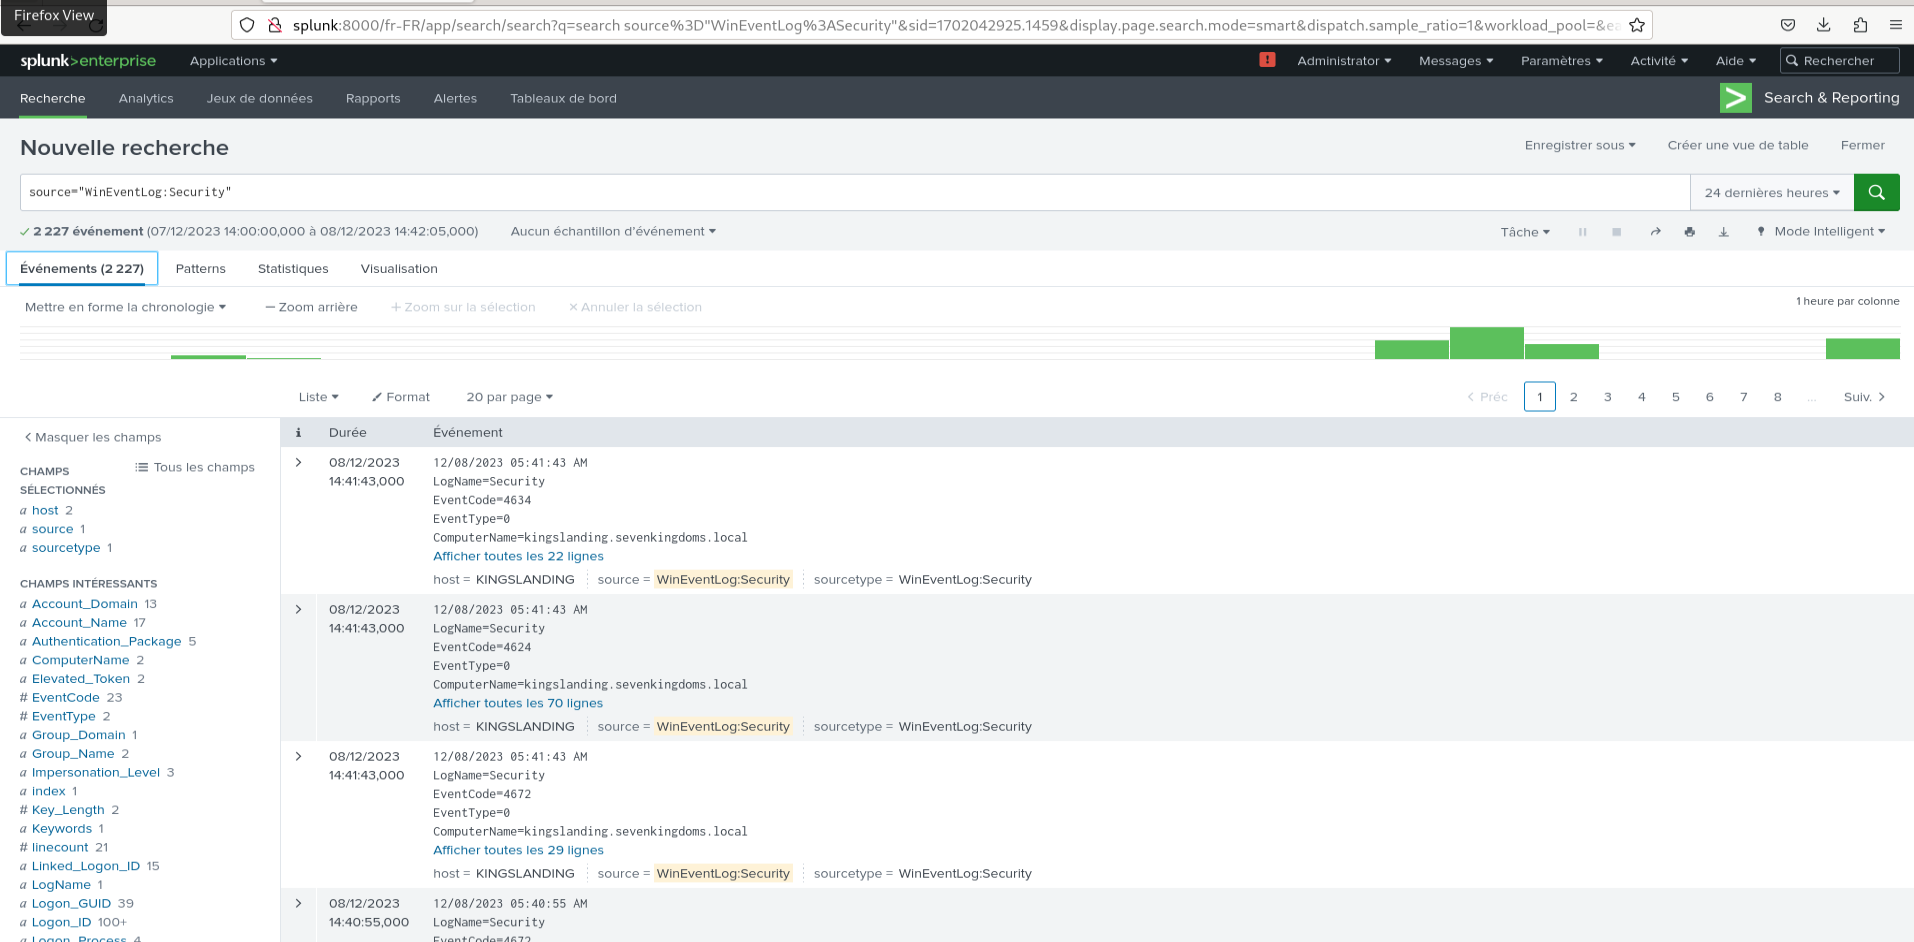 Firefox View
splunk:8000/fr-FR/app/search/search?q=search source%3D"WinEventLog%3ASecurity"&sid=1702042925.1459&display.page.search.mode=smart&dispatch.sample_ratio=1&workload_pool=&ea
splunk>enterprise Applications Administrator Messages Paramètres Activité Aide Rechercher
Recherche Analytics Jeux de données Rapports Alertes Tableaux de bord Search & Reporting
Nouvelle recherche Enregistrer sous Créer une vue de table Fermer
source="WinEventLog:Security" 24 dernières heures
2 227 événement (07/12/2023 14:00:00,000 à 08/12/2023 14:42:05,000) Aucun échantillon d'événement Tâche Mode Intelligent
Événements (2 227) Patterns Statistiques Visualisation
Mettre en forme la chronologie — Zoom arrière + Zoom sur la sélection × Annuler la sélection 1 heure par colonne
Liste Format 20 par page < Préc 1 2 3 4 5 6 7 8 ... Suiv. >
< Masquer les champs
Tous les champs
CHAMPS SÉLECTIONNÉS
a host 2
a source 1
a sourcetype 1
CHAMPS INTÉRESSANTS
a Account_Domain 13
a Account_Name 17
a Authentication_Package 5
a ComputerName 2
a Elevated_Token 2
# EventCode 23
# EventType 2
a Group_Domain 1
a Group_Name 2
a Impersonation_Level 3
a index 1
# Key_Length 2
a Keywords 1
# linecount 21
a Linked_Logon_ID 15
a LogName 1
a Logon_GUID 39
a Logon_ID 100+
a Logon_Process 4
i Durée Événement
> 08/12/2023 12/08/2023 05:41:43 AM
14:41:43,000 LogName=Security
EventCode=4634
EventType=0
ComputerName=kingslanding.sevenkingdoms.local
Afficher toutes les 22 lignes
host = KINGSLANDING source = WinEventLog:Security sourcetype = WinEventLog:Security
> 08/12/2023 12/08/2023 05:41:43 AM
14:41:43,000 LogName=Security
EventCode=4624
EventType=0
ComputerName=kingslanding.sevenkingdoms.local
Afficher toutes les 70 lignes
host = KINGSLANDING source = WinEventLog:Security sourcetype = WinEventLog:Security
> 08/12/2023 12/08/2023 05:41:43 AM
14:41:43,000 LogName=Security
EventCode=4672
EventType=0
ComputerName=kingslanding.sevenkingdoms.local
Afficher toutes les 29 lignes
host = KINGSLANDING source = WinEventLog:Security sourcetype = WinEventLog:Security
> 08/12/2023 12/08/2023 05:40:55 AM
14:40:55,000 LogName=Security
EventCode=4672